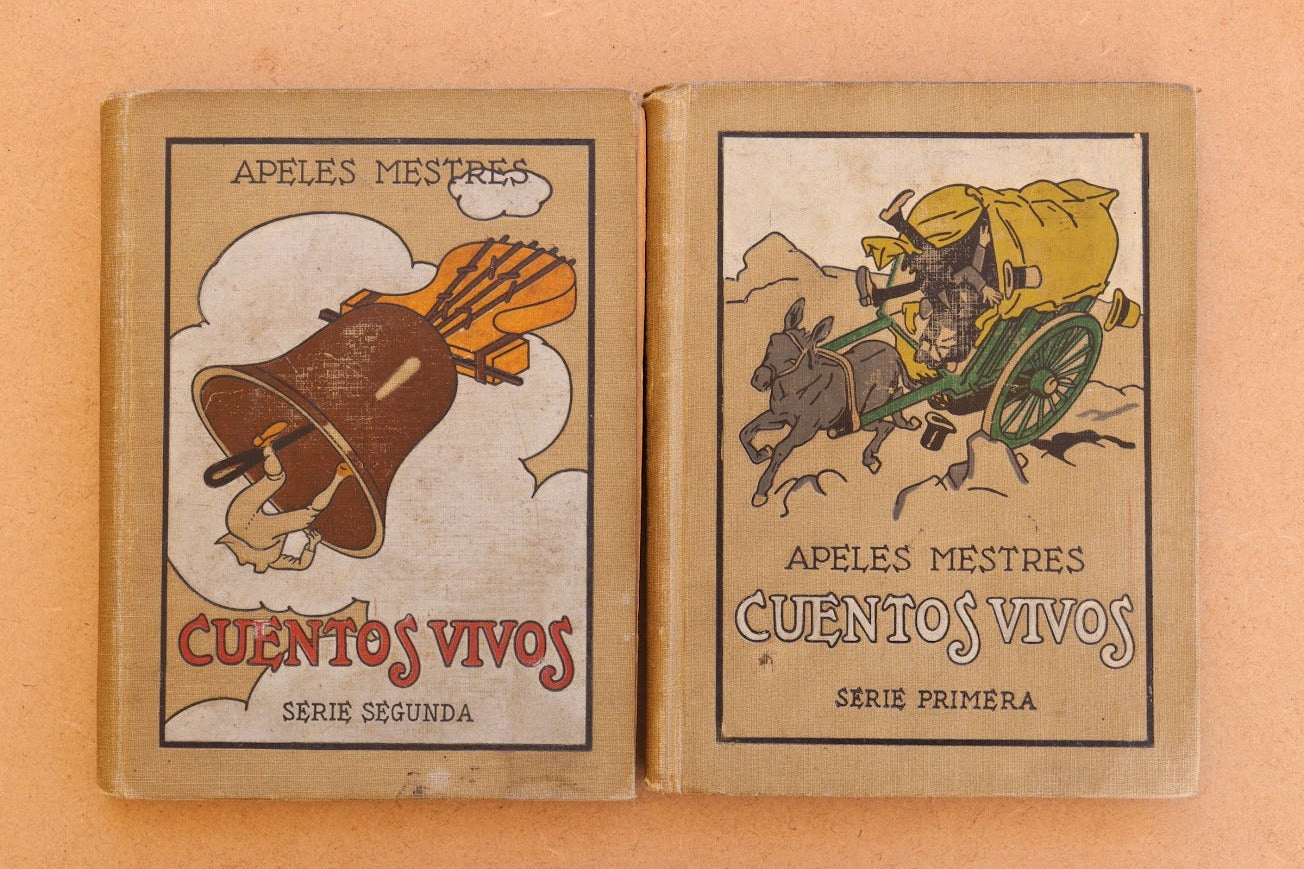 APELES MESTRES
CUENTOS VIVOS
SERIE SEGUNDA
APELES MESTRES
CUENTOS VIVOS
SERIE PRIMERA